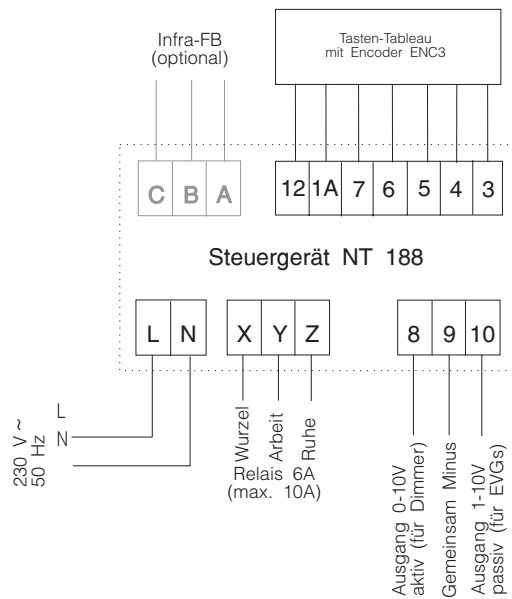 Infra-FB
(optional)
Tasten-Tableau
mit Encoder ENC3
C B A
12 1A 7 6 5 4 3
Steuergerät NT 188
L N
X Y Z
8 9 10
L
N
230 V ~
50 Hz
Wurzel
Arbeit
Ruhe
Relais 6A
(max. 10A)
Ausgang 0-10V
aktiv (für Dimmer)
Gemeinsam Minus
Ausgang 1-10V
passiv (für EVGs)